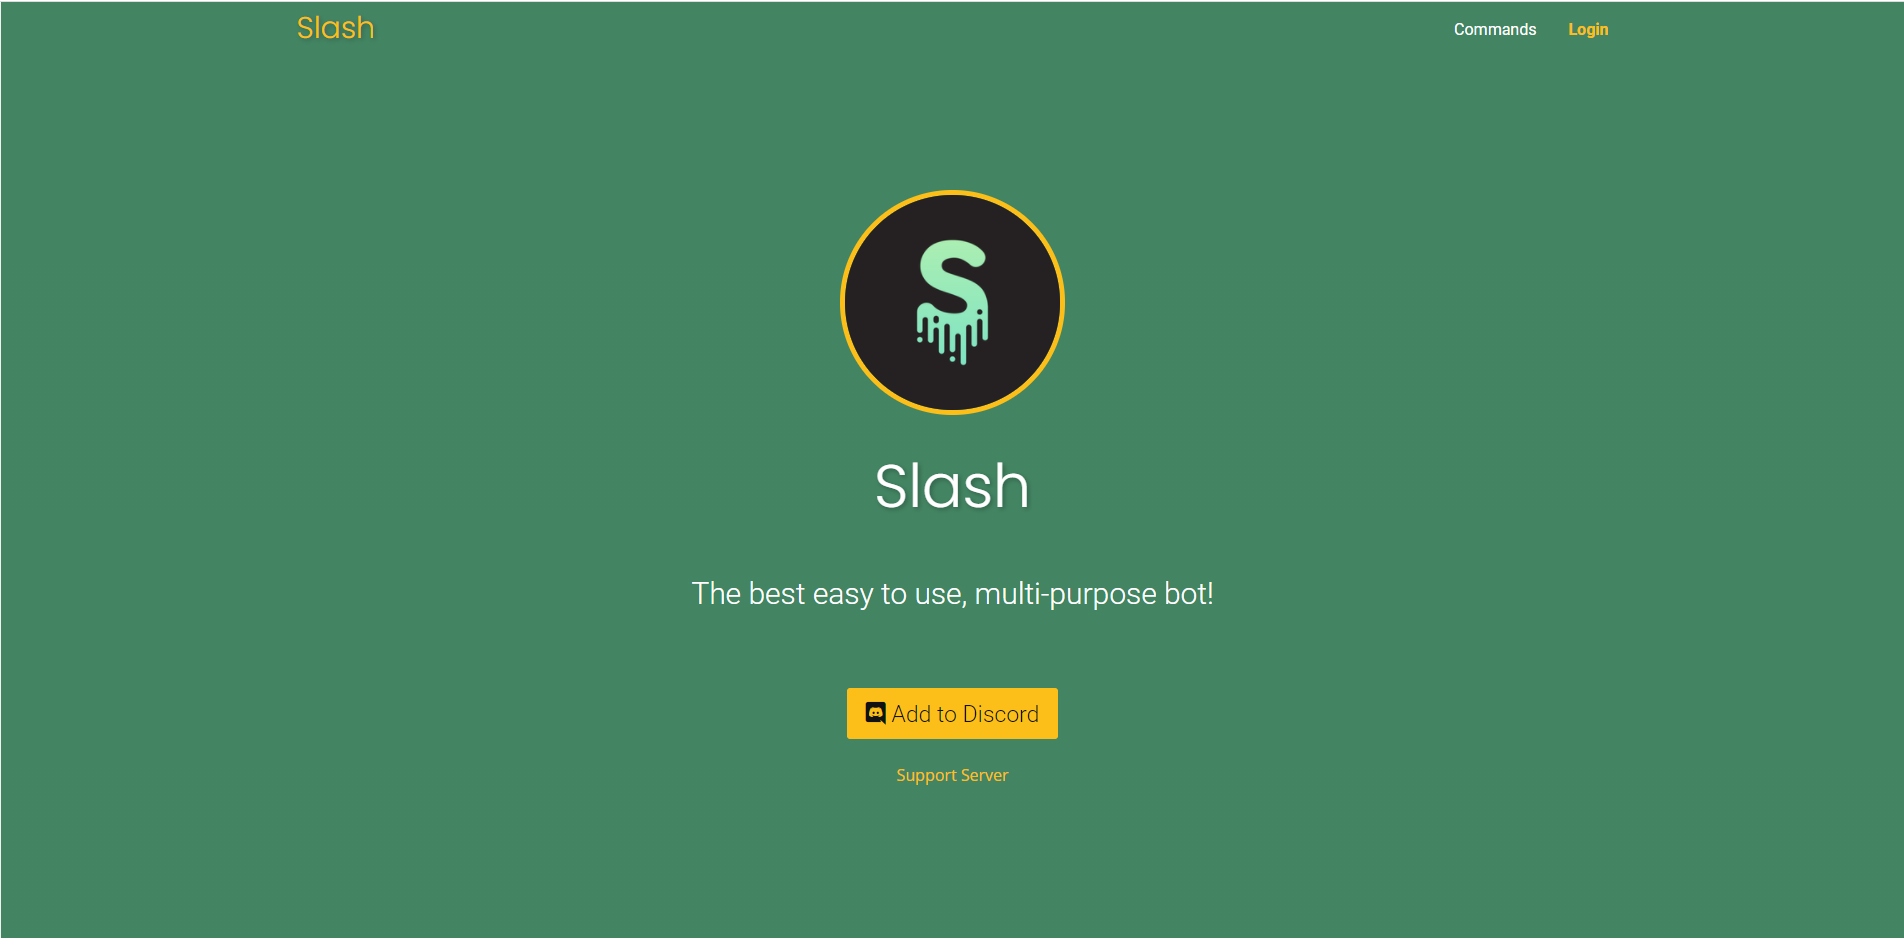 Slash
Commands
Login
S
Slash
The best easy to use, multi-purpose bot!
Add to Discord
Support Server